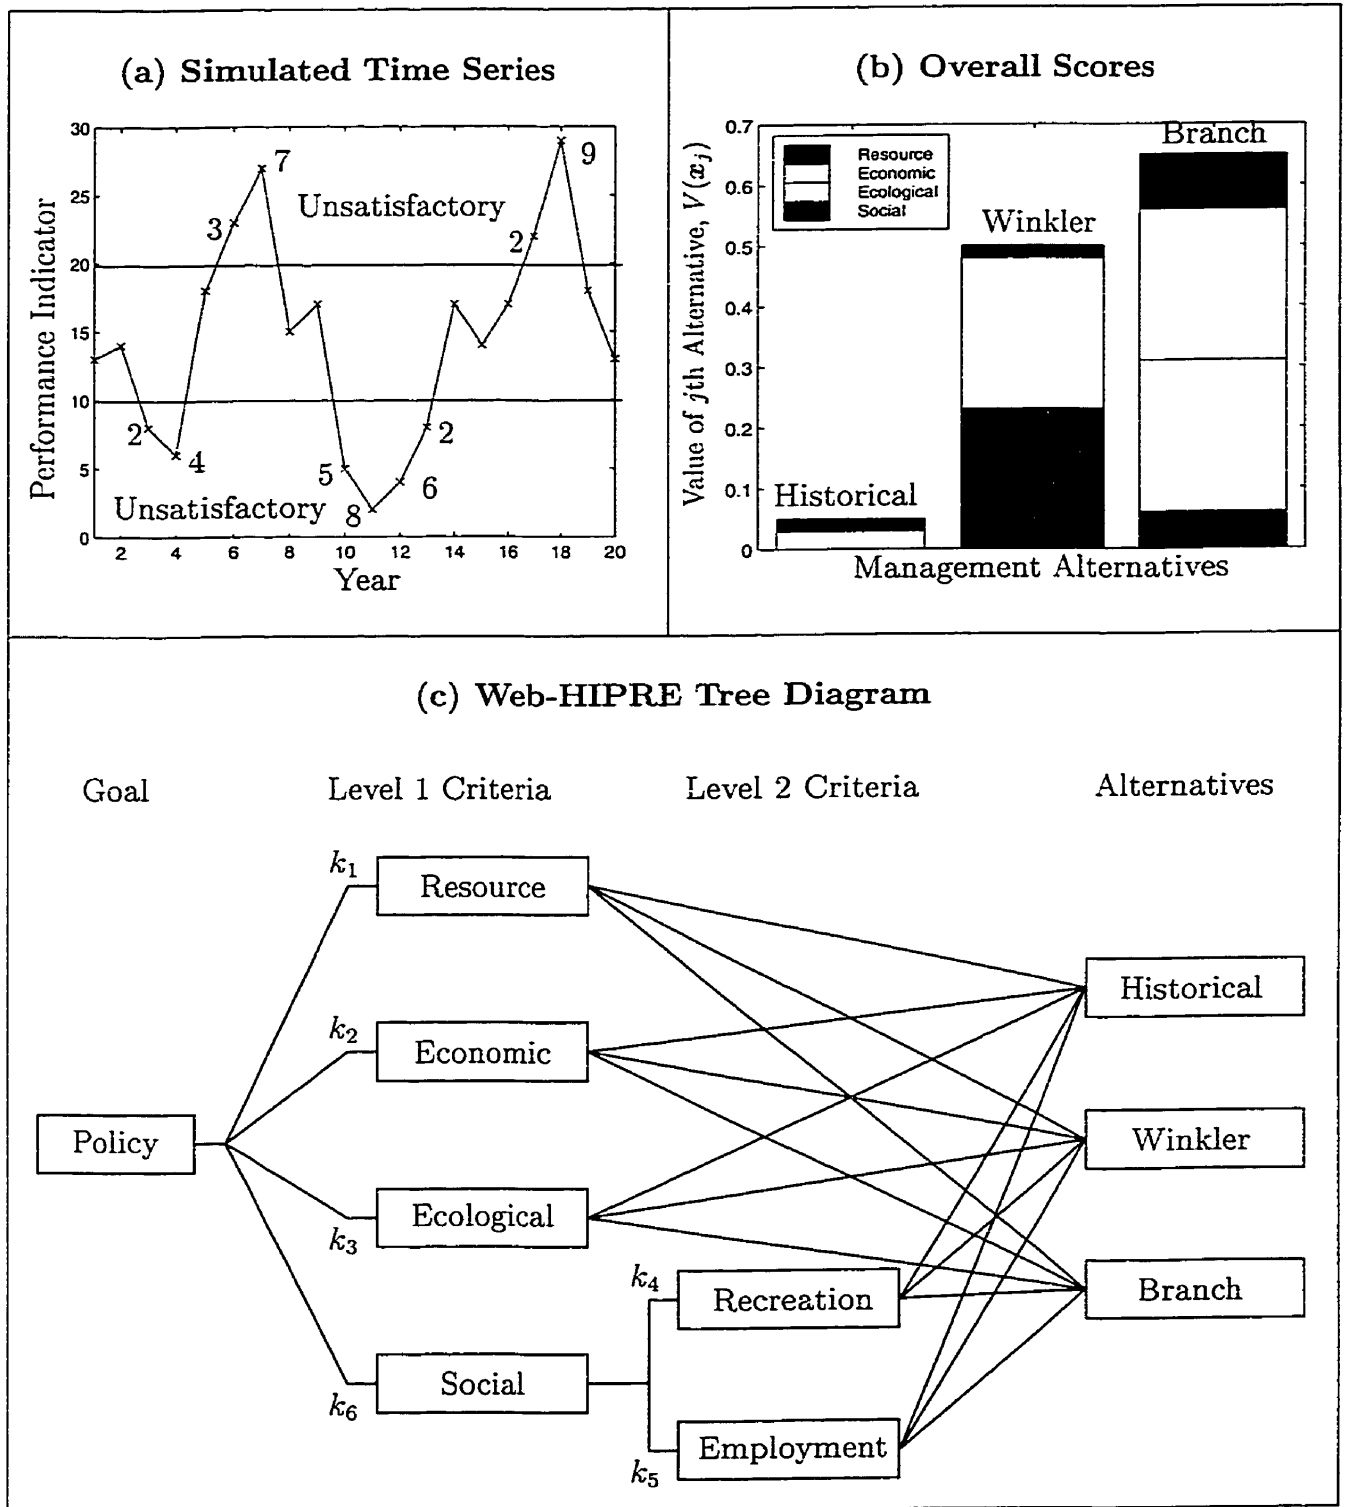 (a) Simulated Time Series
Performance Indicator
30
25
20
15
10
5
0
2 4 6 8 10 12 14 16 18 20
Year
Unsatisfactory
Unsatisfactory
2
4
3
7
5
8
6
2
2
9
(b) Overall Scores
Value of jth Alternative, V(x_j)
0.7
0.6
0.5
0.4
0.3
0.2
0.1
0
Resource
Economic
Ecological
Social
Historical
Winkler
Branch
Management Alternatives
(c) Web-HIPRE Tree Diagram
Goal Level 1 Criteria Level 2 Criteria Alternatives
k1
Resource
k2
Economic
Policy
Ecological
k3
Social
k6
k4
Recreation
Employment
k5
Historical
Winkler
Branch